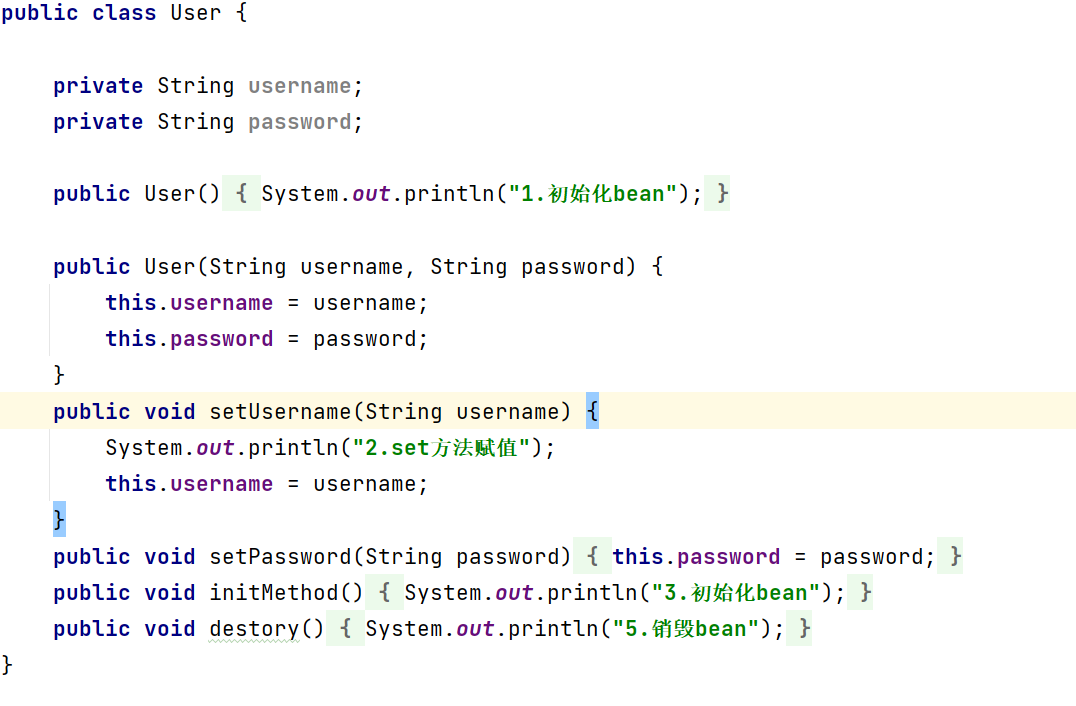 public class User {
private String username;
private String password;
public User() { System.out.println("1.初始化bean"); }
public User(String username, String password) {
this.username = username;
this.password = password;
}
public void setUsername(String username) {
System.out.println("2.set方法赋值");
this.username = username;
}
public void setPassword(String password) { this.password = password; }
public void initMethod() { System.out.println("3.初始化bean"); }
public void destory() { System.out.println("5.销毁bean"); }
}